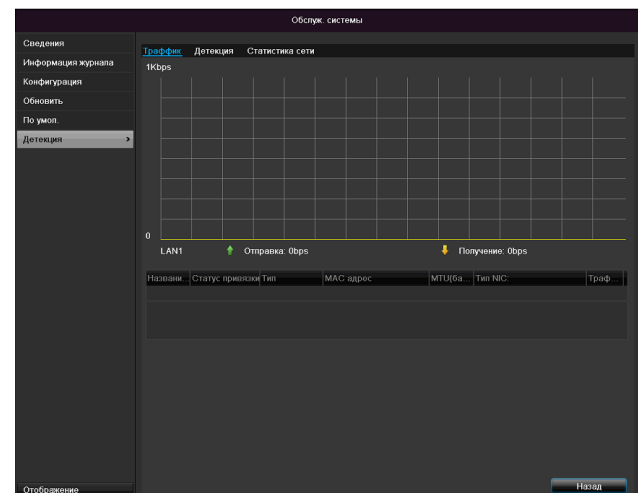 Обслуж. системы
Сведения
Информация журнала
Конфигурация
Обновить
По умол.
Детекция >
Отображение
Траффик Детекция Статистика сети
1Kbps
0
LAN1 Отправка: 0bps Получение: 0bps
Названи... Статус привязки Тип MAC адрес MTU(ба... Тип NIC: Траф...
Назад